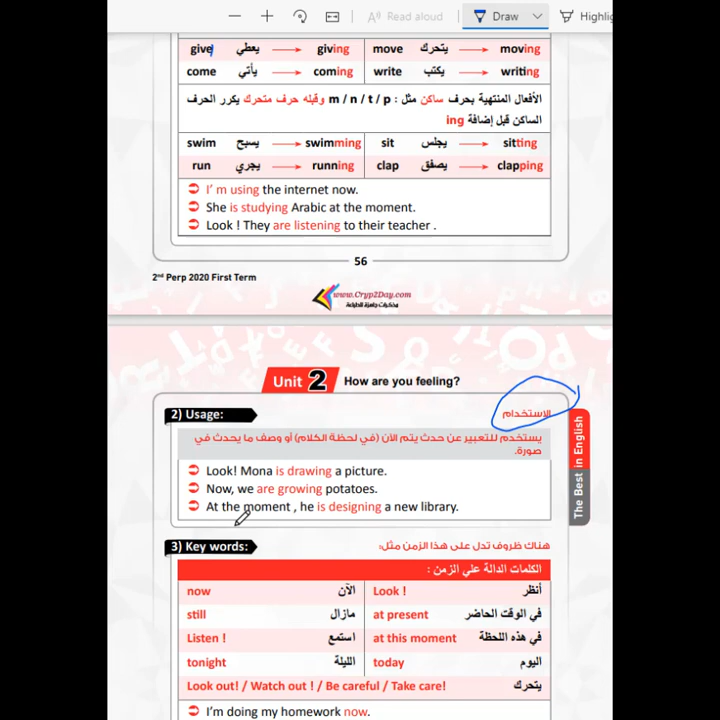 Read aloud
Draw
Highlig
give يعطي giving move يتحرك moving
come يأتي coming write يكتب writing
الأفعال المنتهية بحرف ساكن مثل : m / n / t / p وقبله حرف متحرك يكرر الحرف
الساكن قبل إضافة ing
swim يسبح swimming sit يجلس sitting
run يجري running clap يصفق clapping
I' m using the internet now.
She is studying Arabic at the moment.
Look ! They are listening to their teacher .
56
2nd Perp 2020 First Term
www.Cryp2Day.com
مذكرات جاهزة للطباعة
Unit 2 How are you feeling?
2) Usage: الاستخدام
يستخدم للتعبير عن حدث يتم الآن (في لحظة الكلام) أو وصف ما يحدث في
صورة.
Look! Mona is drawing a picture.
Now, we are growing potatoes.
At the moment , he is designing a new library.
The Best in English
3) Key words: هناك ظروف تدل على هذا الزمن مثل:
الكلمات الدالة علي الزمن :
now الآن Look ! أنظر
still مازال at present في الوقت الحاضر
Listen ! استمع at this moment في هذه اللحظة
tonight الليلة today اليوم
Look out! / Watch out ! / Be careful / Take care! يتحرك
I'm doing my homework now.